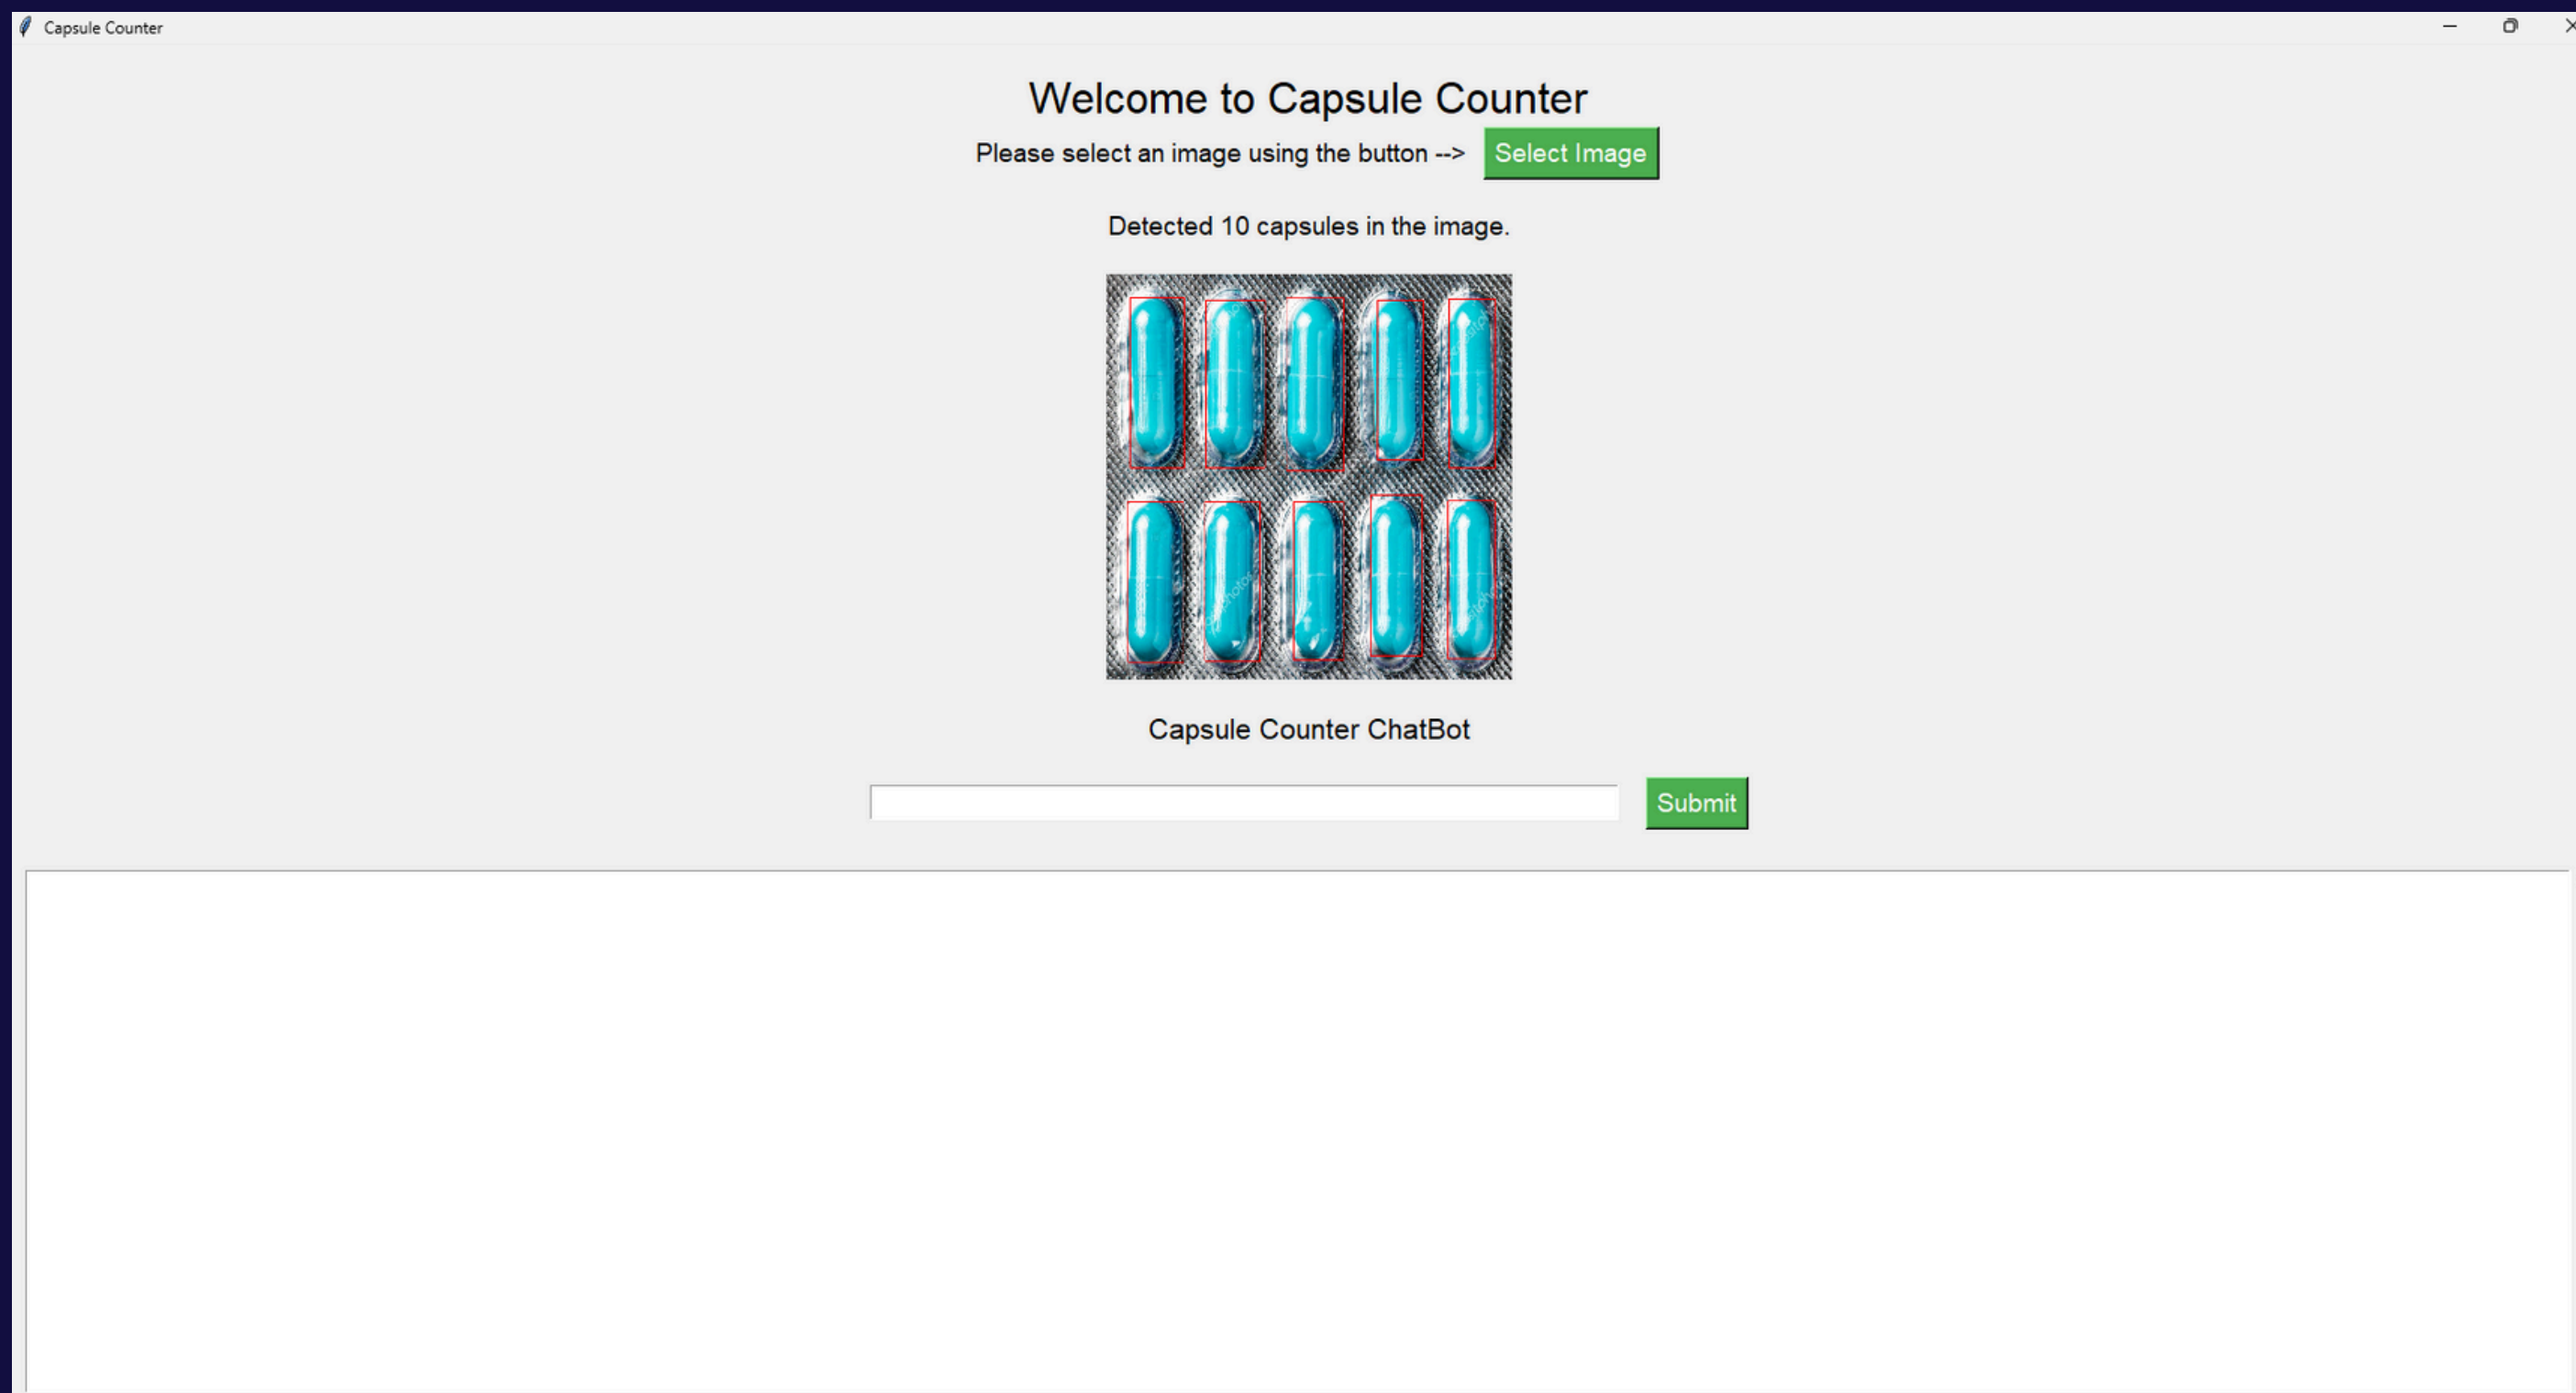 Capsule Counter
Welcome to Capsule Counter
Please select an image using the button --> Select Image
Detected 10 capsules in the image.
Capsule Counter ChatBot
Submit